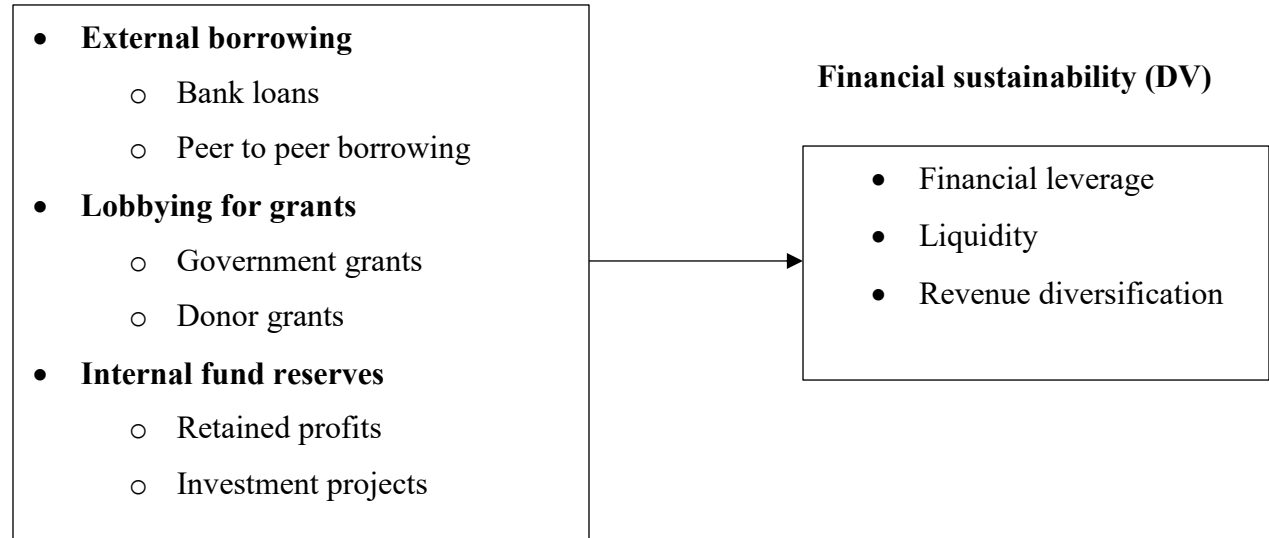 • External borrowing
o Bank loans
o Peer to peer borrowing
• Lobbying for grants
o Government grants
o Donor grants
• Internal fund reserves
o Retained profits
o Investment projects
Financial sustainability (DV)
• Financial leverage
• Liquidity
• Revenue diversification